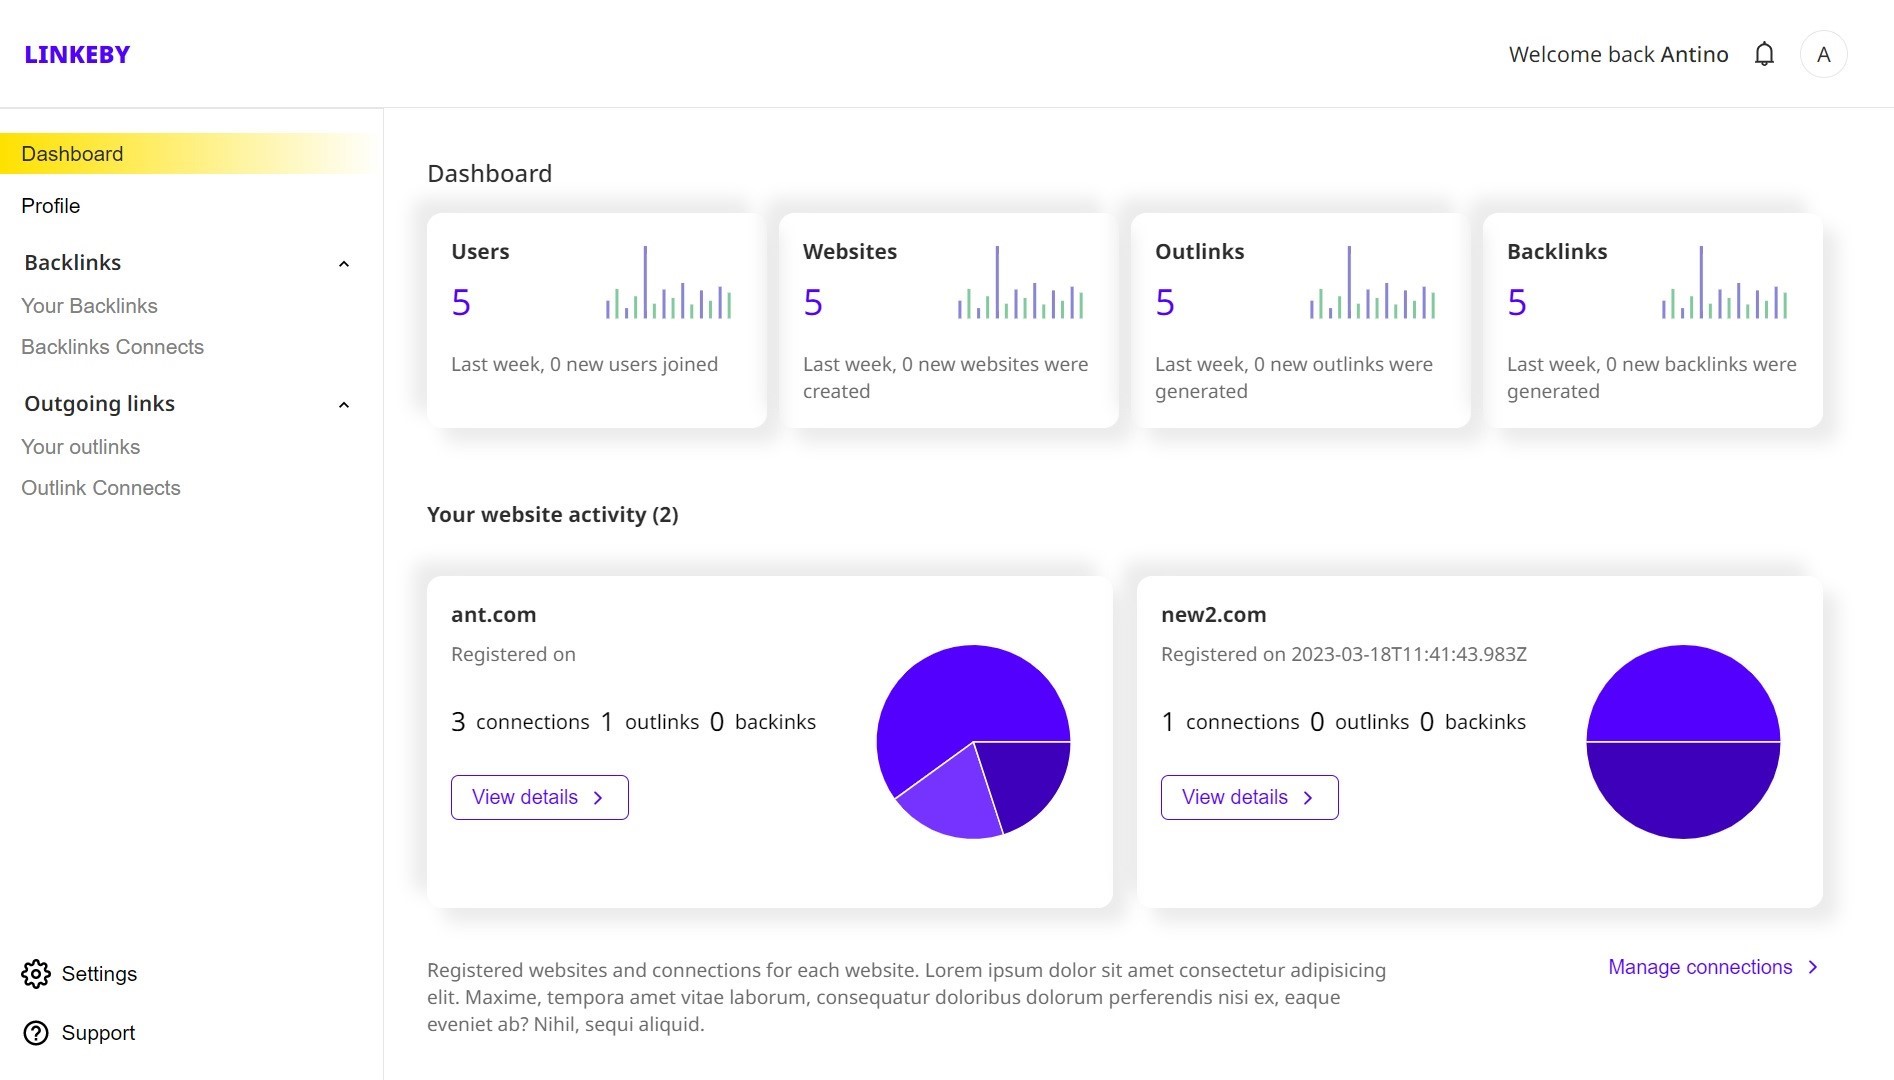 LINKEBY
Welcome back Antino
A
Dashboard
Profile
Backlinks
Your Backlinks
Backlinks Connects
Outgoing links
Your outlinks
Outlink Connects
Settings
Support
Dashboard
Users
5
Last week, 0 new users joined
Websites
5
Last week, 0 new websites were
created
Outlinks
5
Last week, 0 new outlinks were
generated
Backlinks
5
Last week, 0 new backlinks were
generated
Your website activity (2)
ant.com
Registered on
3 connections 1 outlinks 0 backinks
View details
new2.com
Registered on 2023-03-18T11:41:43.983Z
1 connections 0 outlinks 0 backinks
View details
Registered websites and connections for each website. Lorem ipsum dolor sit amet consectetur adipisicing
elit. Maxime, tempora amet vitae laborum, consequatur doloribus dolorum perferendis nisi ex, eaque
eveniet ab? Nihil, sequi aliquid.
Manage connections